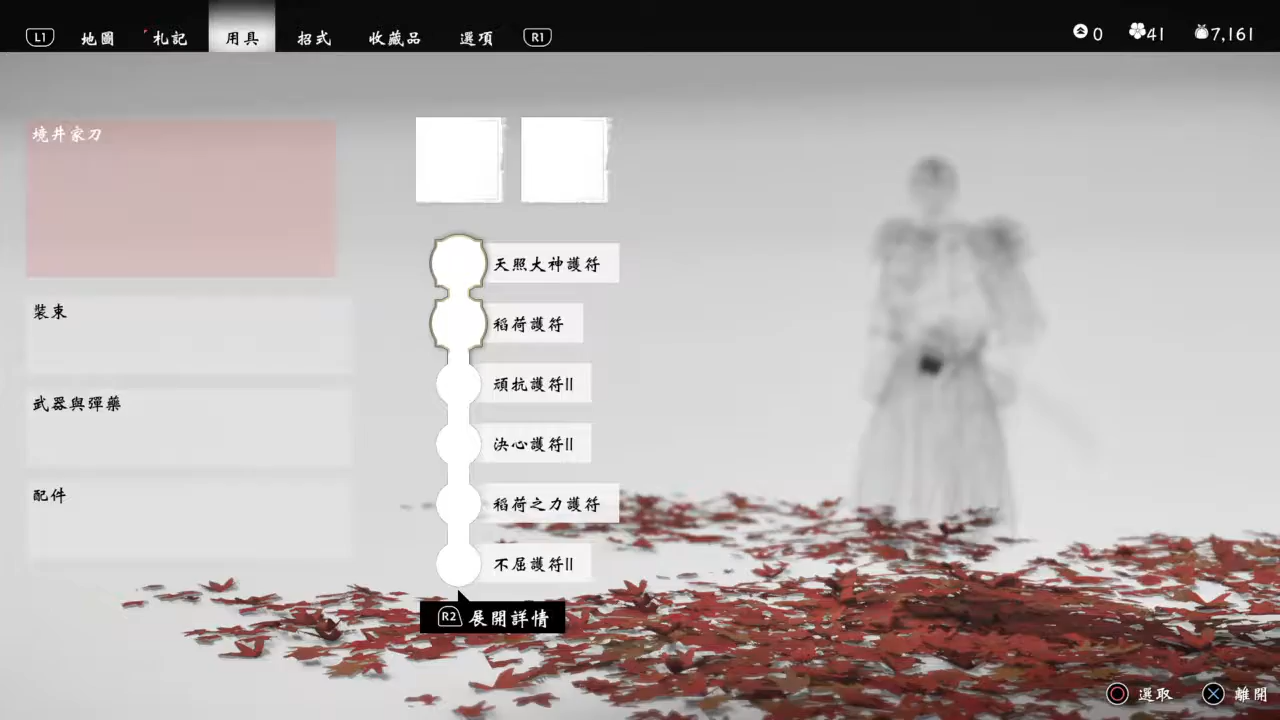 L1 地圖 札記 用具 招式 收藏品 選項 R1 0 41 7,161
境井家刀
裝束
武器與彈藥
配件
天照大神護符
稻荷護符
頑抗護符II
決心護符II
稻荷之力護符
不屈護符II
R2 展開詳情
選取 離開